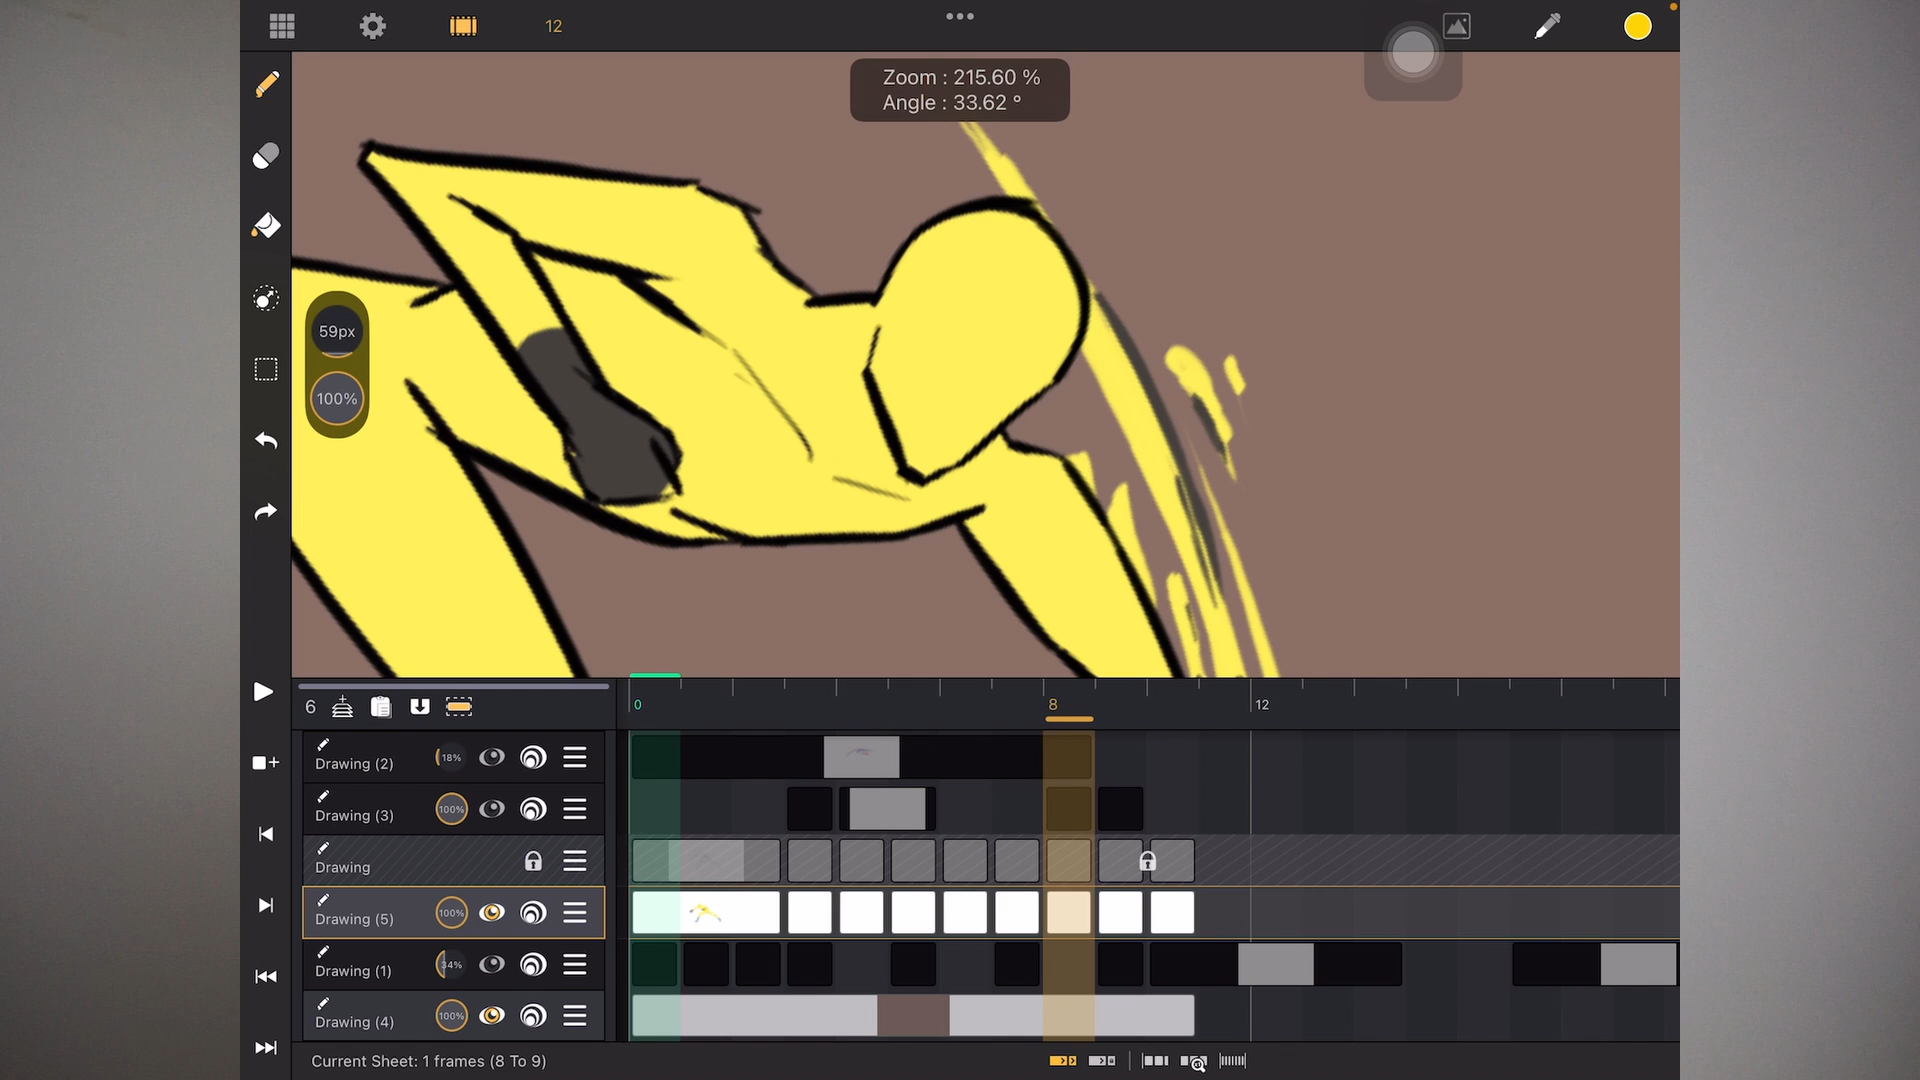 12
Zoom : 215.60 %
Angle : 33.62 °
59px
100%
6
0
8
12
Drawing (2)
18%
Drawing (3)
100%
Drawing
Drawing (5)
100%
Drawing (1)
34%
Drawing (4)
100%
Current Sheet: 1 frames (8 To 9)